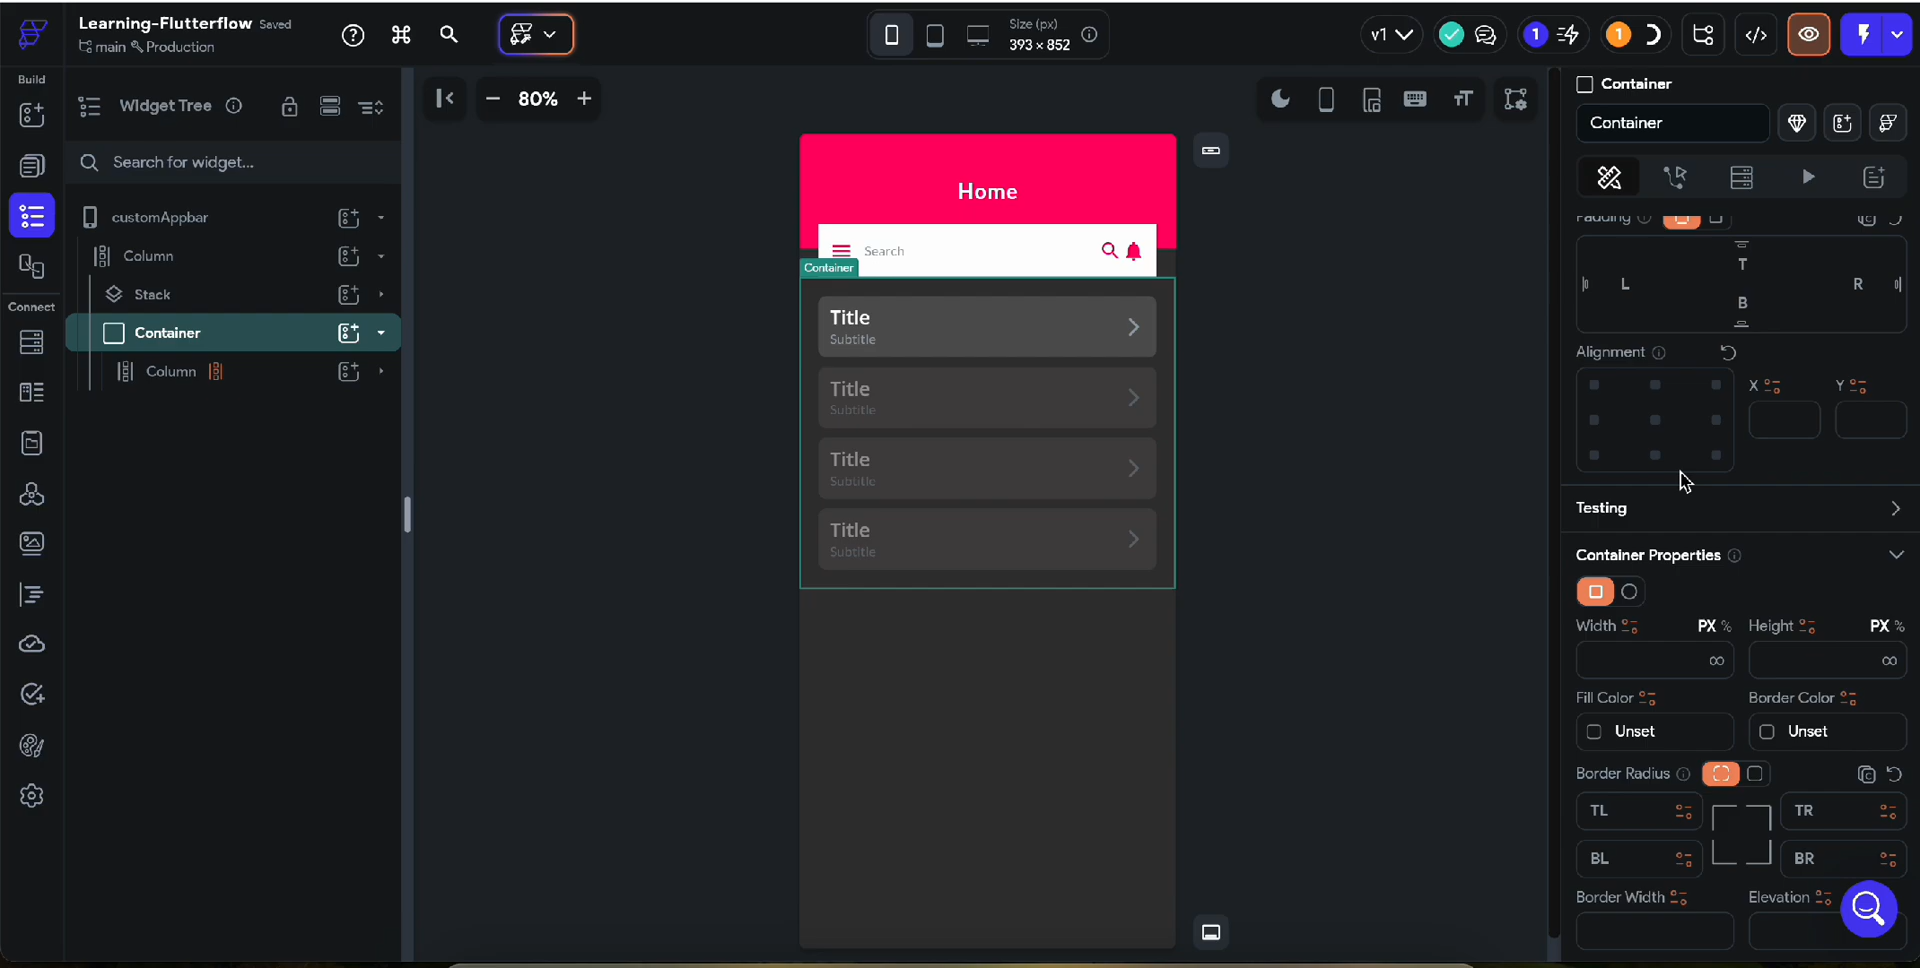 Learning-Flutterflow Saved
main Production
Size (px)
393 × 852
v1
1
1
Build
Connect
Widget Tree
Search for widget...
customAppbar
Column
Stack
Container
Column
80%
Home
Search
Container
Title
Subtitle
Title
Subtitle
Title
Subtitle
Title
Subtitle
Container
Container
Padding
T
L
R
B
Alignment
X
Y
Testing
Container Properties
Width PX % Height PX %
∞ ∞
Fill Color Border Color
Unset Unset
Border Radius
TL TR
BL BR
Border Width Elevation